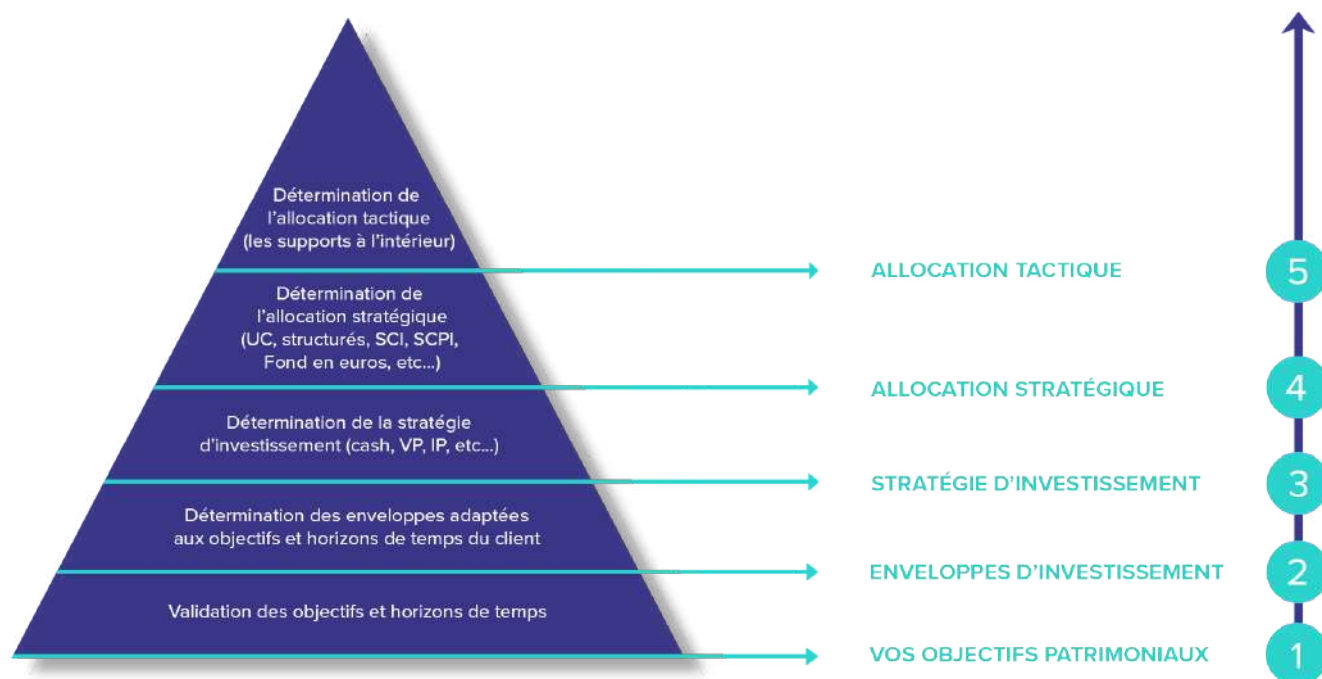 Détermination de
l'allocation tactique
(les supports à l'intérieur)
ALLOCATION TACTIQUE
5
Détermination de
l'allocation stratégique
(UC, structurés, SCI, SCPI,
Fond en euros, etc...)
ALLOCATION STRATÉGIQUE
4
Détermination de la stratégie
d'investissement (cash, VP, IP, etc...)
STRATÉGIE D'INVESTISSEMENT
3
Détermination des enveloppes adaptées
aux objectifs et horizons de temps du client
ENVELOPPES D'INVESTISSEMENT
2
Validation des objectifs et horizons de temps
VOS OBJECTIFS PATRIMONIAUX
1